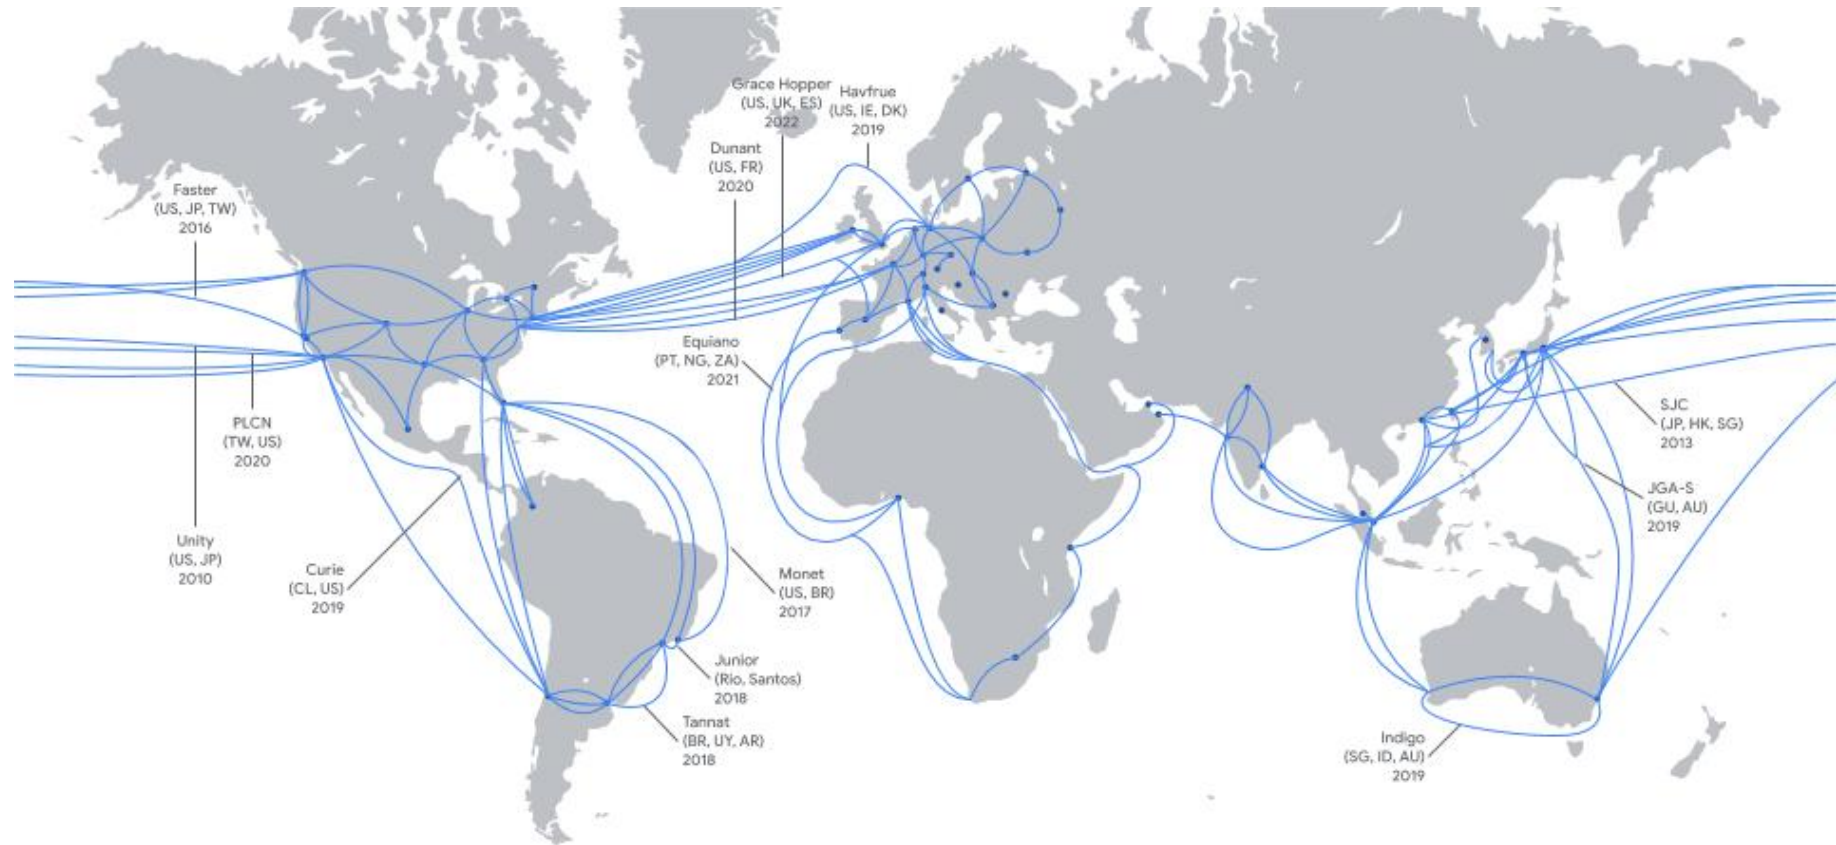 Grace Hopper
(US, UK, ES)
2022
Havfrue
(US, IE, DK)
2019
Dunant
(US, FR)
2020
Faster
(US, JP, TW)
2016
Equiano
(PT, NG, ZA)
2021
PLCN
(TW, US)
2020
SJC
(JP, HK, SG)
2013
JGA-S
(GU, AU)
2019
Unity
(US, JP)
2010
Curie
(CL, US)
2019
Monet
(US, BR)
2017
Junior
(Rio, Santos)
2018
Tannat
(BR, UY, AR)
2018
Indigo
(SG, ID, AU)
2019